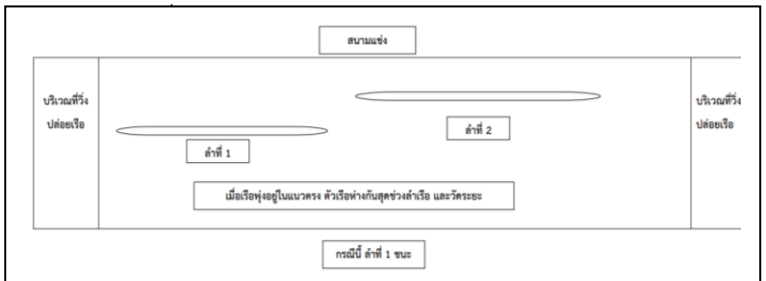 สนามแข่ง
บริเวณที่วิ่ง
ปล่อยเรือ
บริเวณที่วิ่ง
ปล่อยเรือ
ลำที่ 2
ลำที่ 1
เมื่อเรือพุ่งอยู่ในแนวตรง ตัวเรือห่างกันสุดช่วงลำเรือ และวัดระยะ
กรณีนี้ ลำที่ 1 ชนะ